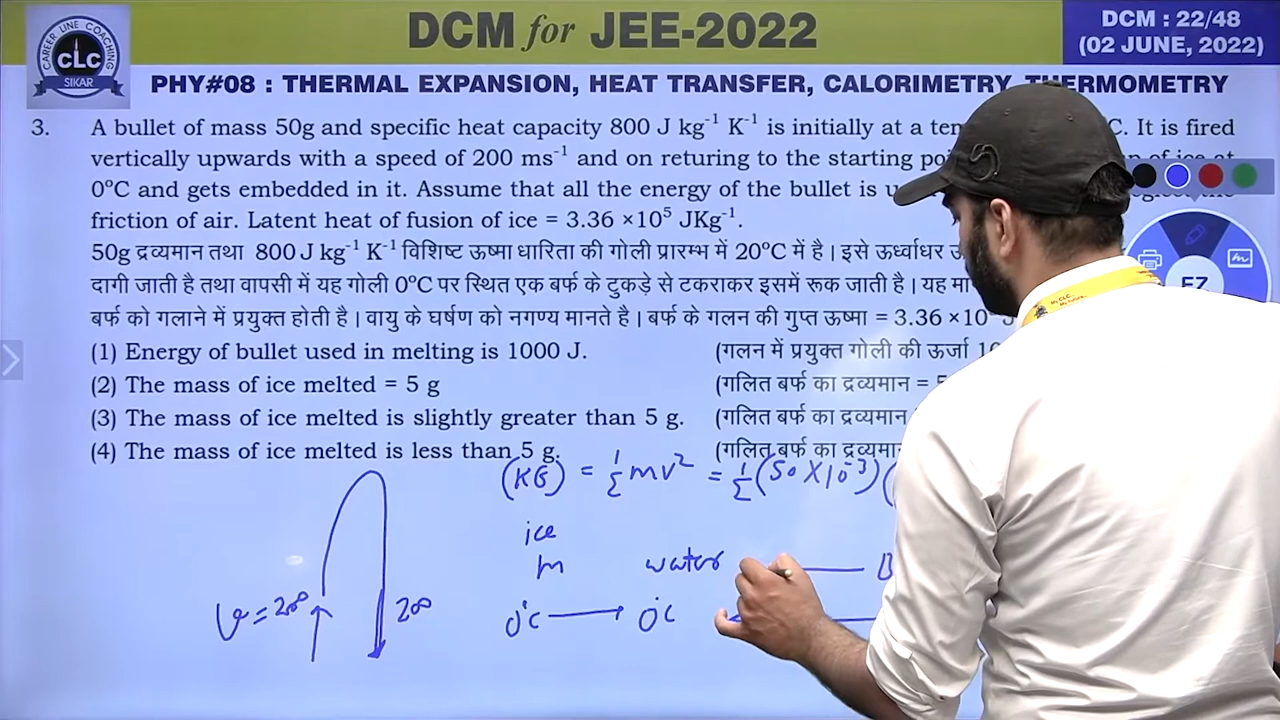 DCM for JEE-2022
DCM : 22/48
(02 JUNE, 2022)
CAREER LINE COACHING
CLC
SIKAR
PHY#08 : THERMAL EXPANSION, HEAT TRANSFER, CALORIMETRY, THERMOMETRY
3. A bullet of mass 50g and specific heat capacity 800 J kg⁻¹ K⁻¹ is initially at a C. It is fired
vertically upwards with a speed of 200 ms⁻¹ and on returing to the starting of ice at
0°C and gets embedded in it. Assume that all the energy of the bullet is the
friction of air. Latent heat of fusion of ice = 3.36 ×10⁵ JKg⁻¹.
50g द्रव्यमान तथा 800 J kg⁻¹ K⁻¹ विशिष्ट ऊष्मा धारिता की गोली प्रारम्भ में 20°C में है। इसे ऊर्ध्वाधर
दागी जाती है तथा वापसी में यह गोली 0°C पर स्थित एक बर्फ के टुकड़े से टकराकर इसमें रूक जाती है। यह
बर्फ को गलाने में प्रयुक्त होती है। वायु के घर्षण को नगण्य मानते है। बर्फ के गलन की गुप्त ऊष्मा = 3.36 ×10
(1) Energy of bullet used in melting is 1000 J. (गलन में प्रयुक्त गोली की ऊर्जा
(2) The mass of ice melted = 5 g (गलित बर्फ का द्रव्यमान =
(3) The mass of ice melted is slightly greater than 5 g. (गलित बर्फ का द्रव्यमान
(4) The mass of ice melted is less than 5 g. (गलित बर्फ का
(KE) = ½ mv² = ½ (50 × 10⁻³) (
ice
m water
v = 200 200 0°C 0°C
EZ